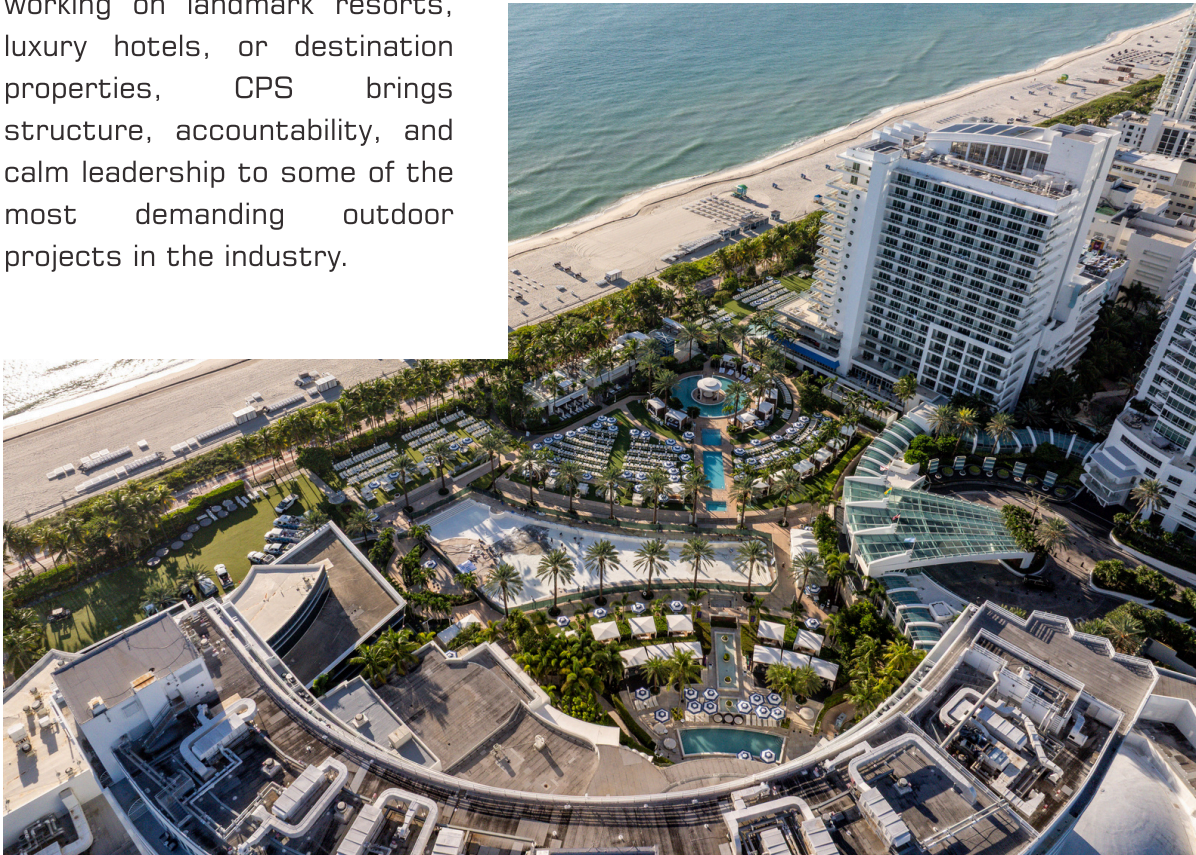 working on landmark resorts,
luxury hotels, or destination
properties, CPS brings
structure, accountability, and
calm leadership to some of the
most demanding outdoor
projects in the industry.